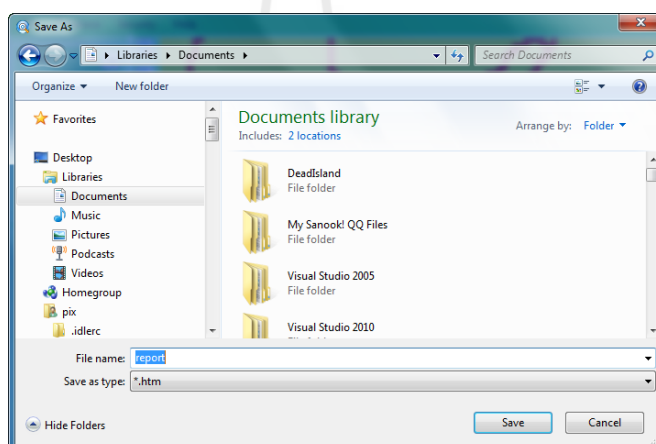 Save As
Libraries Documents
Search Documents
Organize New folder
Favorites
Desktop
Libraries
Documents
Music
Pictures
Podcasts
Videos
Homegroup
pix
.idlerc
Documents library
Includes: 2 locations
Arrange by: Folder
DeadIsland
File folder
My Sanook! QQ Files
File folder
Visual Studio 2005
File folder
Visual Studio 2010
File name: report
Save as type: *.htm
Hide Folders
Save Cancel